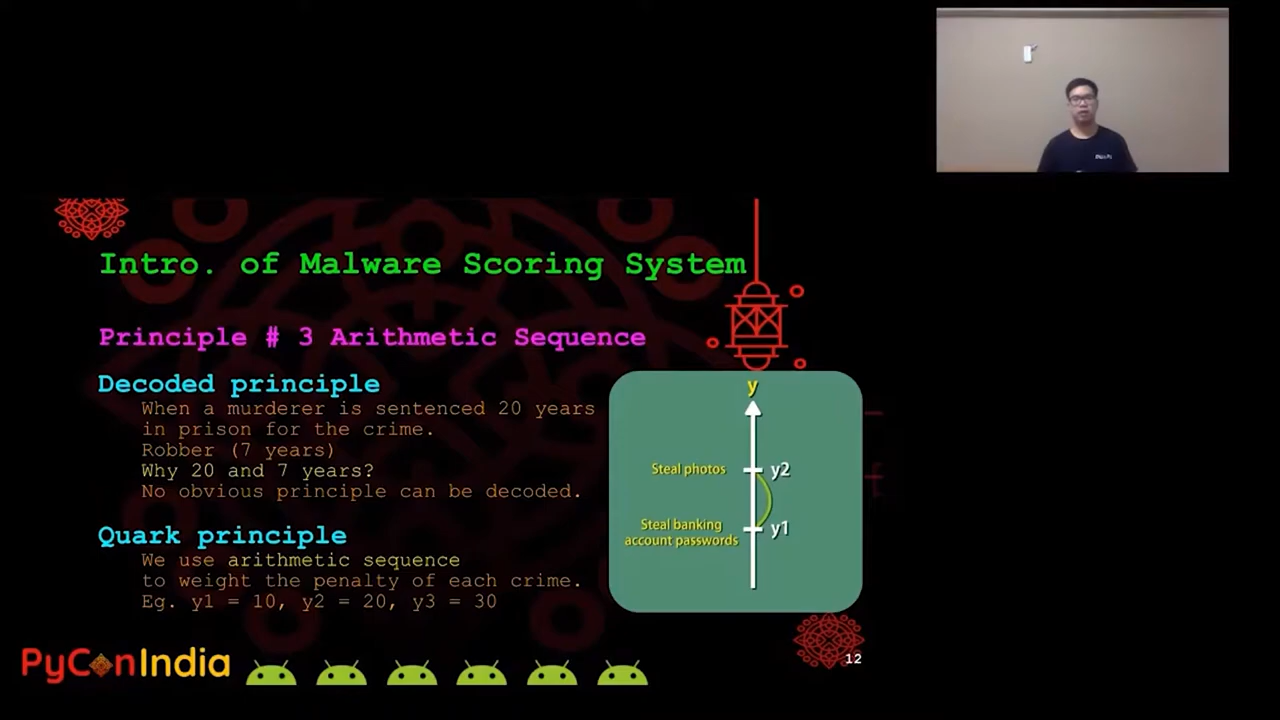 Intro. of Malware Scoring System
Principle # 3 Arithmetic Sequence
Decoded principle
When a murderer is sentenced 20 years
in prison for the crime.
Robber (7 years)
Why 20 and 7 years?
No obvious principle can be decoded.
Quark principle
We use arithmetic sequence
to weight the penalty of each crime.
Eg. y1 = 10, y2 = 20, y3 = 30
y
Steal photos y2
Steal banking
account passwords y1
PyConIndia
12